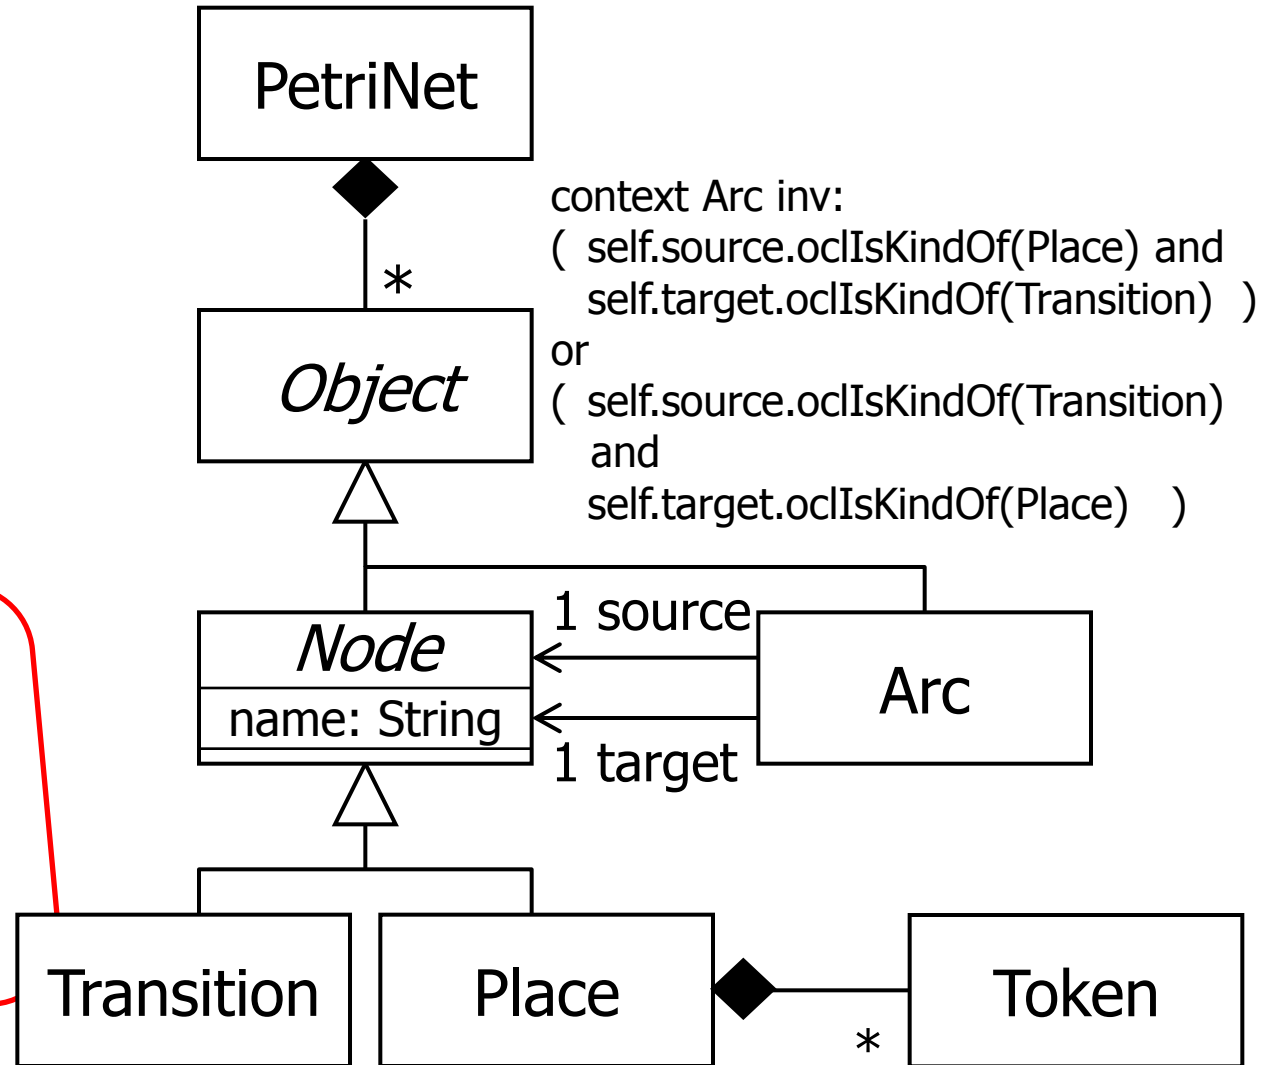 PetriNet
*
context Arc inv:
( self.source.oclIsKindOf(Place) and
self.target.oclIsKindOf(Transition) )
or
( self.source.oclIsKindOf(Transition)
and
self.target.oclIsKindOf(Place) )
Object
1 source
Node
name: String
Arc
1 target
Transition
Place
*
Token